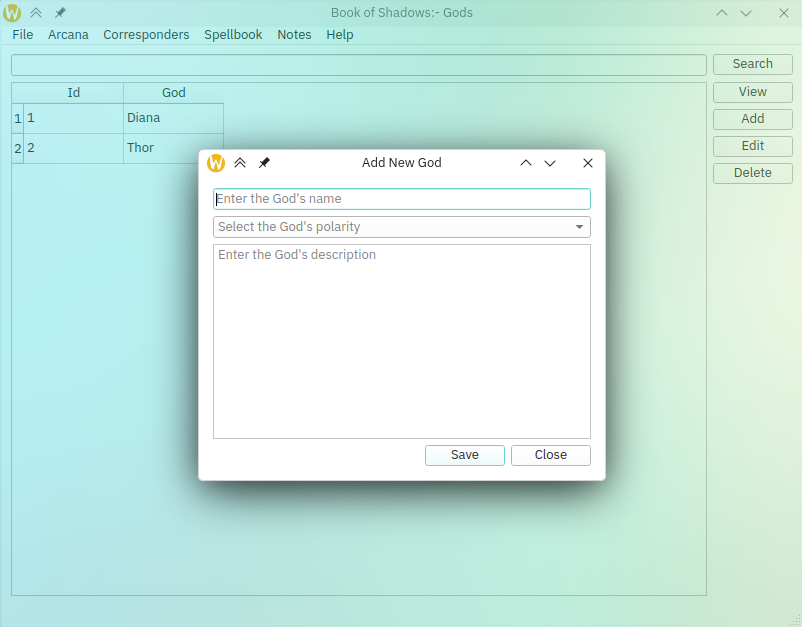 Book of Shadows:- Gods
File Arcana Corresponders Spellbook Notes Help
Search
Id God
View
1 1 Diana
Add
2 2 Thor
Edit
Delete
Add New God
Enter the God's name
Select the God's polarity
Enter the God's description
Save Close